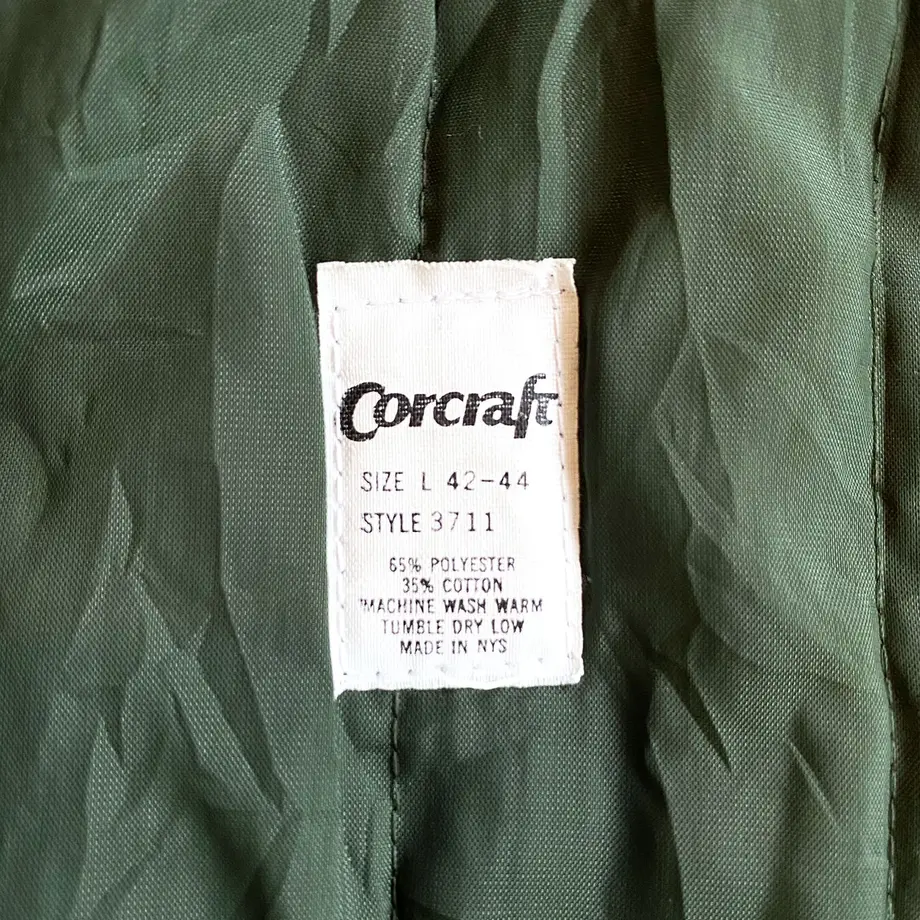 Corcraft
SIZE L 42-44
STYLE 3711
65% POLYESTER
35% COTTON
MACHINE WASH WARM
TUMBLE DRY LOW
MADE IN NYS